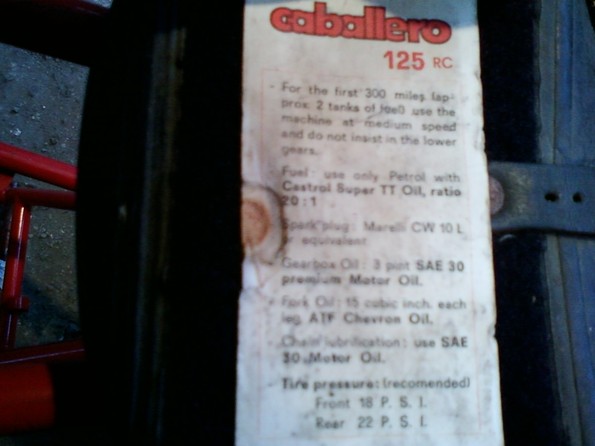 caballero
125 RC
- For the first 300 miles (ap-
prox. 2 tanks of fuel) use the
machine at medium speed
and do not insist in the lower
gears.
- Fuel: use only Petrol with
Castrol Super TT Oil, ratio
20:1
Spark plug: Marelli CW 10 L
or equivalent
Gearbox Oil: 3 pint SAE 30
premium Motor Oil.
- Fork Oil: 15 cubic inch. each
leg. ATF Chevron Oil.
- Chain lubrification: use SAE
30 Motor Oil.
Tire pressure: (recomended)
Front 18 P. S. I.
Rear 22 P. S. I.